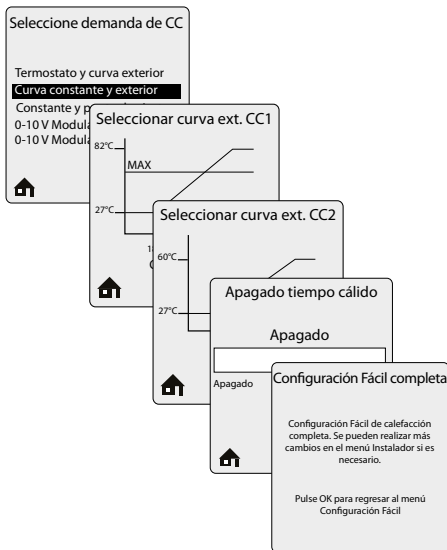 Seleccione demanda de CC
Termostato y curva exterior
Curva constante y exterior
Constante y p
0-10 V Modula
0-10 V Modula
Seleccionar curva ext. CC1
82°C
MAX
27°C
Seleccionar curva ext. CC2
60°C
27°C
Apagado tiempo cálido
Apagado
Apagado
Configuración Fácil completa
Configuración Fácil de calefacción
completa. Se pueden realizar más
cambios en el menú Instalador si es
necesario.
Pulse OK para regresar al menú
Configuración Fácil